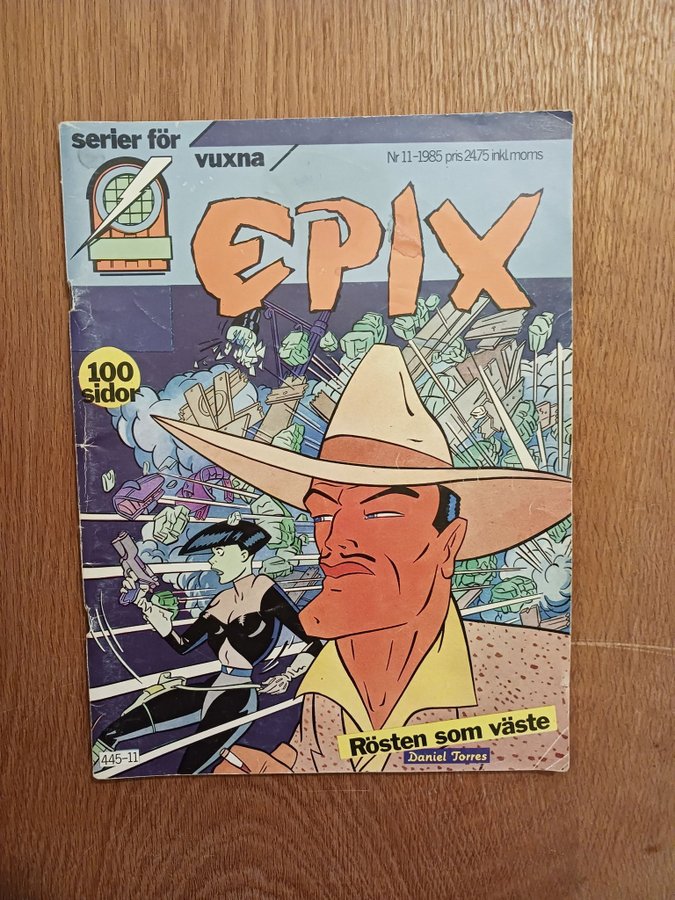 serier för
vuxna
Nr 11-1985 pris 24.75 inkl. moms
EPIX
100
sidor
Rösten som väste
Daniel Torres
445-11